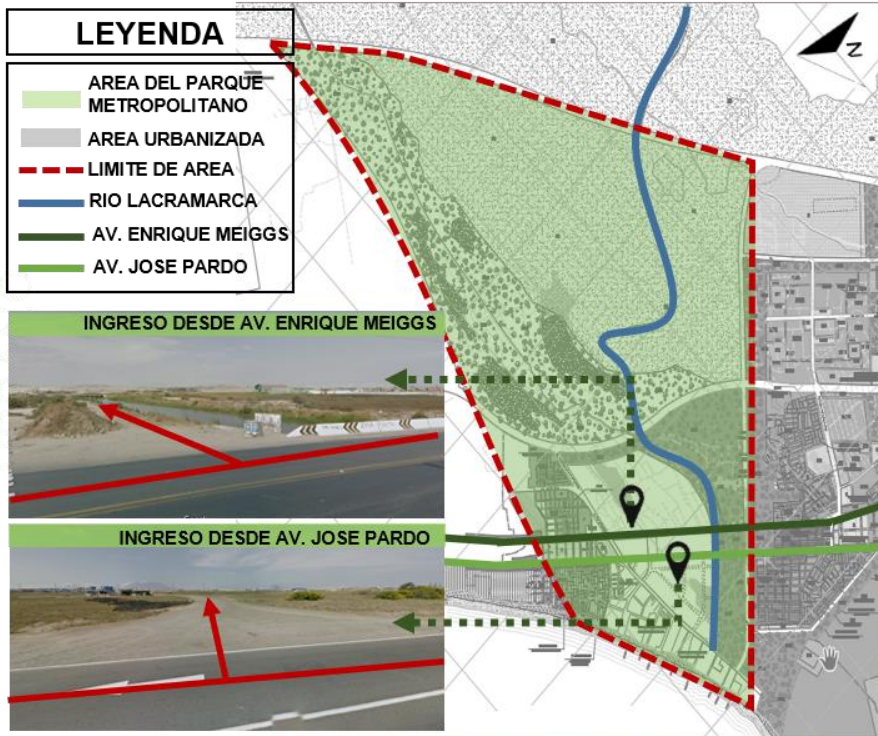 LEYENDA
AREA DEL PARQUE
METROPOLITANO
AREA URBANIZADA
LIMITE DE AREA
RIO LACRAMARCA
AV. ENRIQUE MEIGGS
AV. JOSE PARDO
N
INGRESO DESDE AV. ENRIQUE MEIGGS
INGRESO DESDE AV. JOSE PARDO